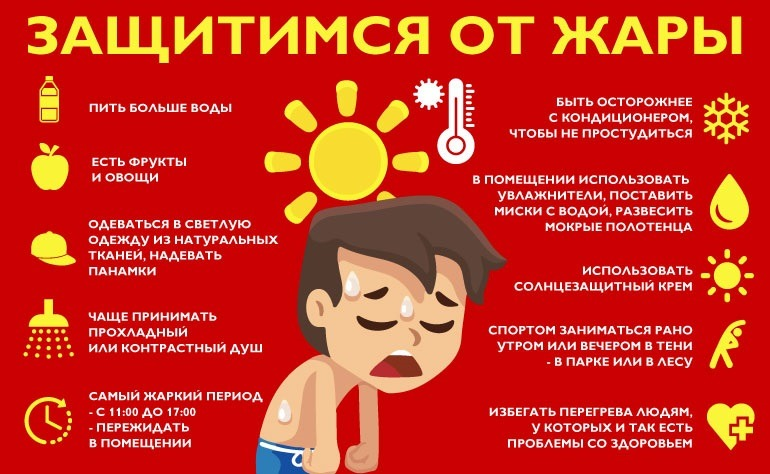 ЗАЩИТИМСЯ ОТ ЖАРЫ
ПИТЬ БОЛЬШЕ ВОДЫ
ЕСТЬ ФРУКТЫ
И ОВОЩИ
ОДЕВАТЬСЯ В СВЕТЛУЮ
ОДЕЖДУ ИЗ НАТУРАЛЬНЫХ
ТКАНЕЙ, НАДЕВАТЬ
ПАНАМКИ
ЧАЩЕ ПРИНИМАТЬ
ПРОХЛАДНЫЙ
ИЛИ КОНТРАСТНЫЙ ДУШ
САМЫЙ ЖАРКИЙ ПЕРИОД
- С 11:00 ДО 17:00
- ПЕРЕЖИДАТЬ
В ПОМЕЩЕНИИ
БЫТЬ ОСТОРОЖНЕЕ
С КОНДИЦИОНЕРОМ,
ЧТОБЫ НЕ ПРОСТУДИТЬСЯ
В ПОМЕЩЕНИИ ИСПОЛЬЗОВАТЬ
УВЛАЖНИТЕЛИ, ПОСТАВИТЬ
МИСКИ С ВОДОЙ, РАЗВЕСИТЬ
МОКРЫЕ ПОЛОТЕНЦА
ИСПОЛЬЗОВАТЬ
СОЛНЦЕЗАЩИТНЫЙ КРЕМ
СПОРТОМ ЗАНИМАТЬСЯ РАНО
УТРОМ ИЛИ ВЕЧЕРОМ В ТЕНИ
- В ПАРКЕ ИЛИ В ЛЕСУ
ИЗБЕГАТЬ ПЕРЕГРЕВА ЛЮДЯМ,
У КОТОРЫХ И ТАК ЕСТЬ
ПРОБЛЕМЫ СО ЗДОРОВЬЕМ